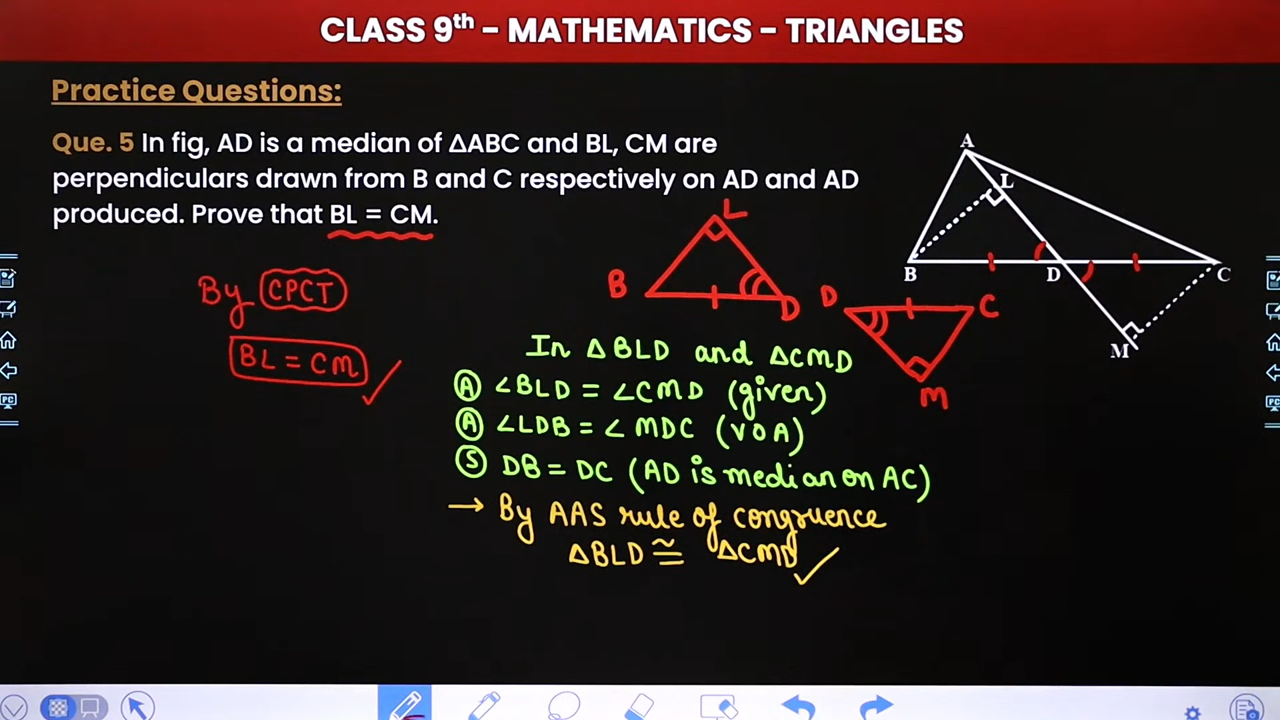 CLASS 9th - MATHEMATICS - TRIANGLES
Practice Questions:
Que. 5 In fig, AD is a median of ΔABC and BL, CM are
perpendiculars drawn from B and C respectively on AD and AD
produced. Prove that BL = CM.
A
L
B
D
C
M
L
B
D
D
C
M
By CPCT
BL = CM
In ΔBLD and ΔCMD
A ∠BLD = ∠CMD (given)
A ∠LDB = ∠MDC (VOA)
S DB = DC (AD is median on AC)
→ By AAS rule of congruence
ΔBLD ≅ ΔCMD
PC
PC